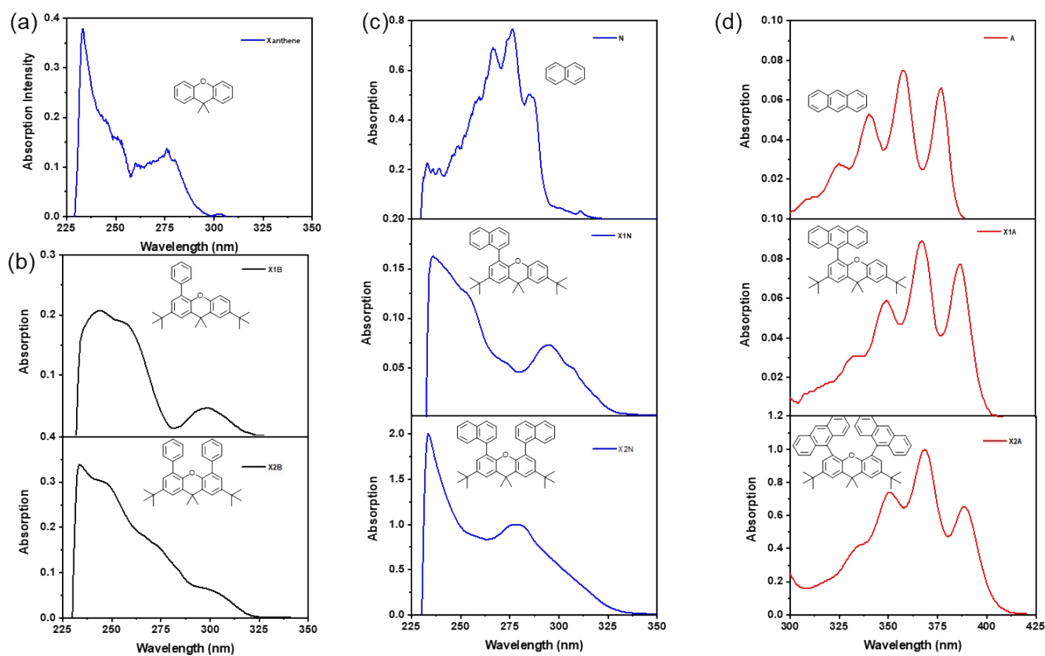 (a)
0.4
0.3
0.2
0.1
0.0
Absorption Intensity
Xanthene
O
225
250
275
300
325
350
Wavelength (nm)
(b)
0.3
0.2
0.1
Absorption
X1B
O
0.4
0.3
0.2
0.1
0.0
Absorption
X2B
O
225
250
275
300
325
350
Wavelength (nm)
(c)
0.8
0.6
0.4
0.2
Absorption
N
0.20
0.15
0.10
0.05
Absorption
X1N
O
2.0
1.5
1.0
0.5
0.0
Absorption
X2N
O
225
250
275
300
325
350
Wavelength (nm)
(d)
0.10
0.08
0.06
0.04
0.02
Absorption
A
0.10
0.08
0.06
0.04
0.02
Absorption
X1A
O
1.2
1.0
0.8
0.6
0.4
0.2
0.0
Absorption
X2A
O
300
325
350
375
400
425
Wavelength (nm)